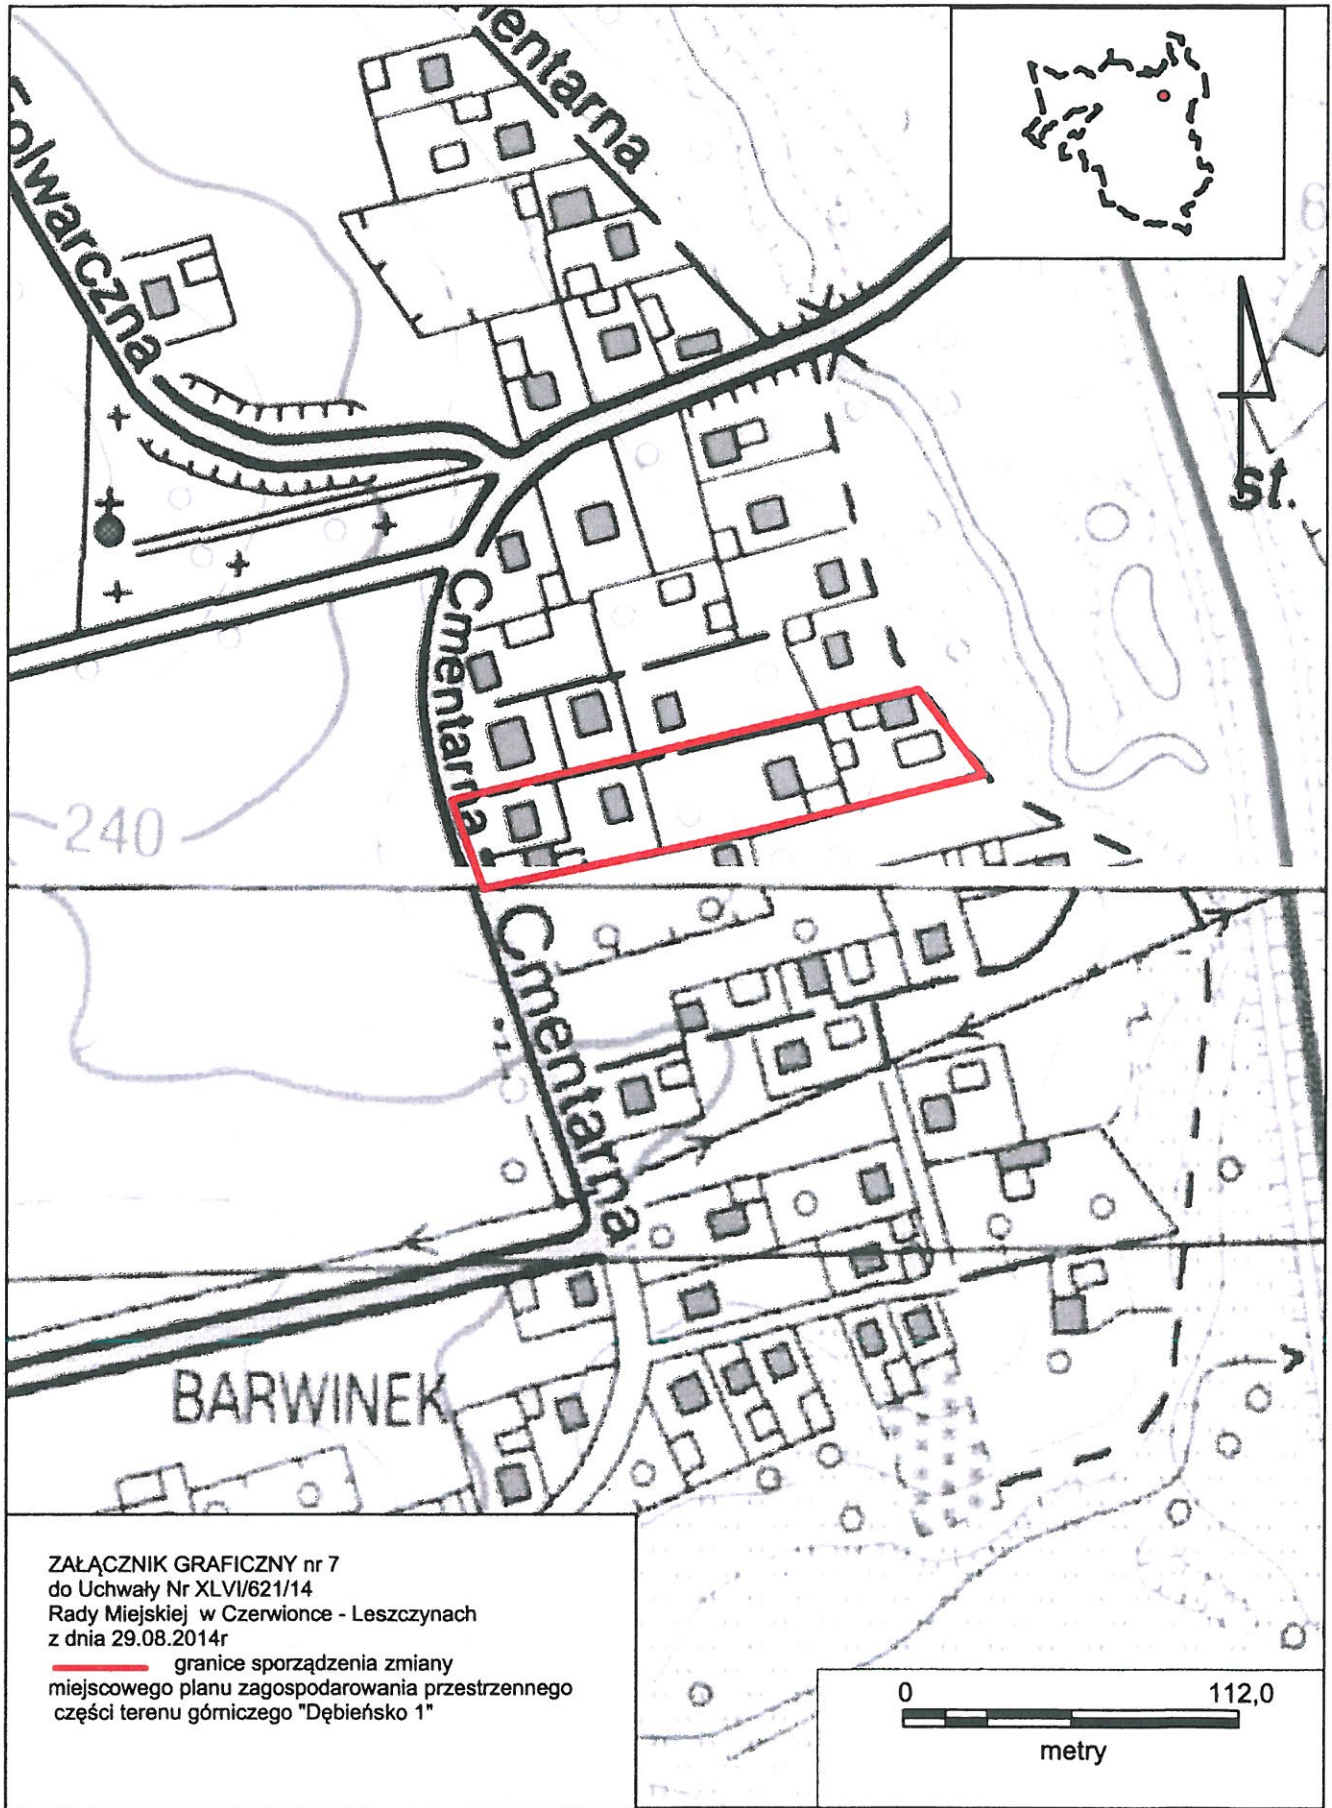 mentarna
Folwarczna
st.
Cmentarna
240
Cmentarna
BARWINEK
ZAŁĄCZNIK GRAFICZNY nr 7
do Uchwały Nr XLVI/621/14
Rady Miejskiej w Czerwionce - Leszczynach
z dnia 29.08.2014r
granice sporządzenia zmiany
miejscowego planu zagospodarowania przestrzennego
części terenu górniczego "Dębieńsko 1"
0 112,0
metry